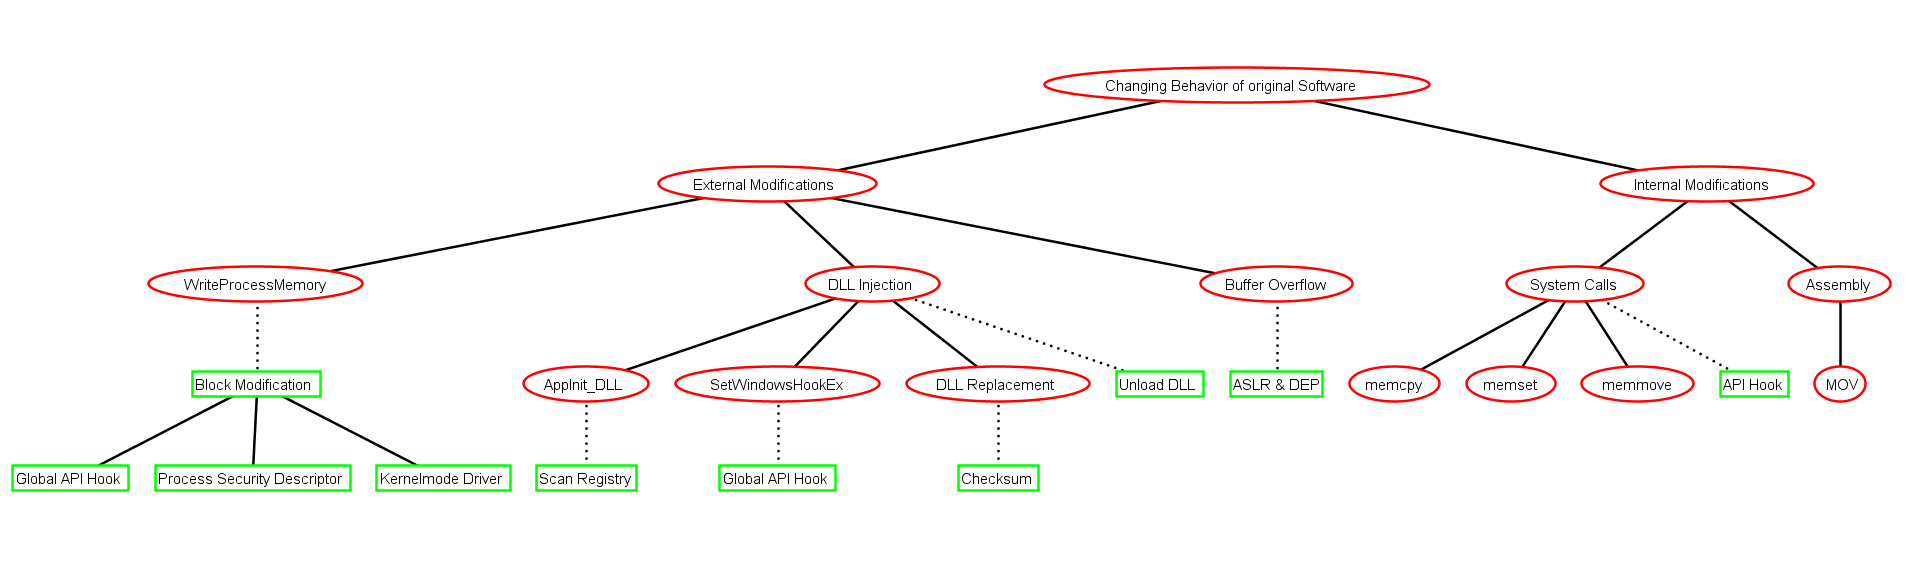 Changing Behavior of original Software
External Modifications
Internal Modifications
WriteProcessMemory
DLL Injection
Buffer Overflow
System Calls
Assembly
Block Modification
AppInit_DLL
SetWindowsHookEx
DLL Replacement
Unload DLL
ASLR & DEP
memcpy
memset
memmove
API Hook
MOV
Global API Hook
Process Security Descriptor
Kernelmode Driver
Scan Registry
Global API Hook
Checksum